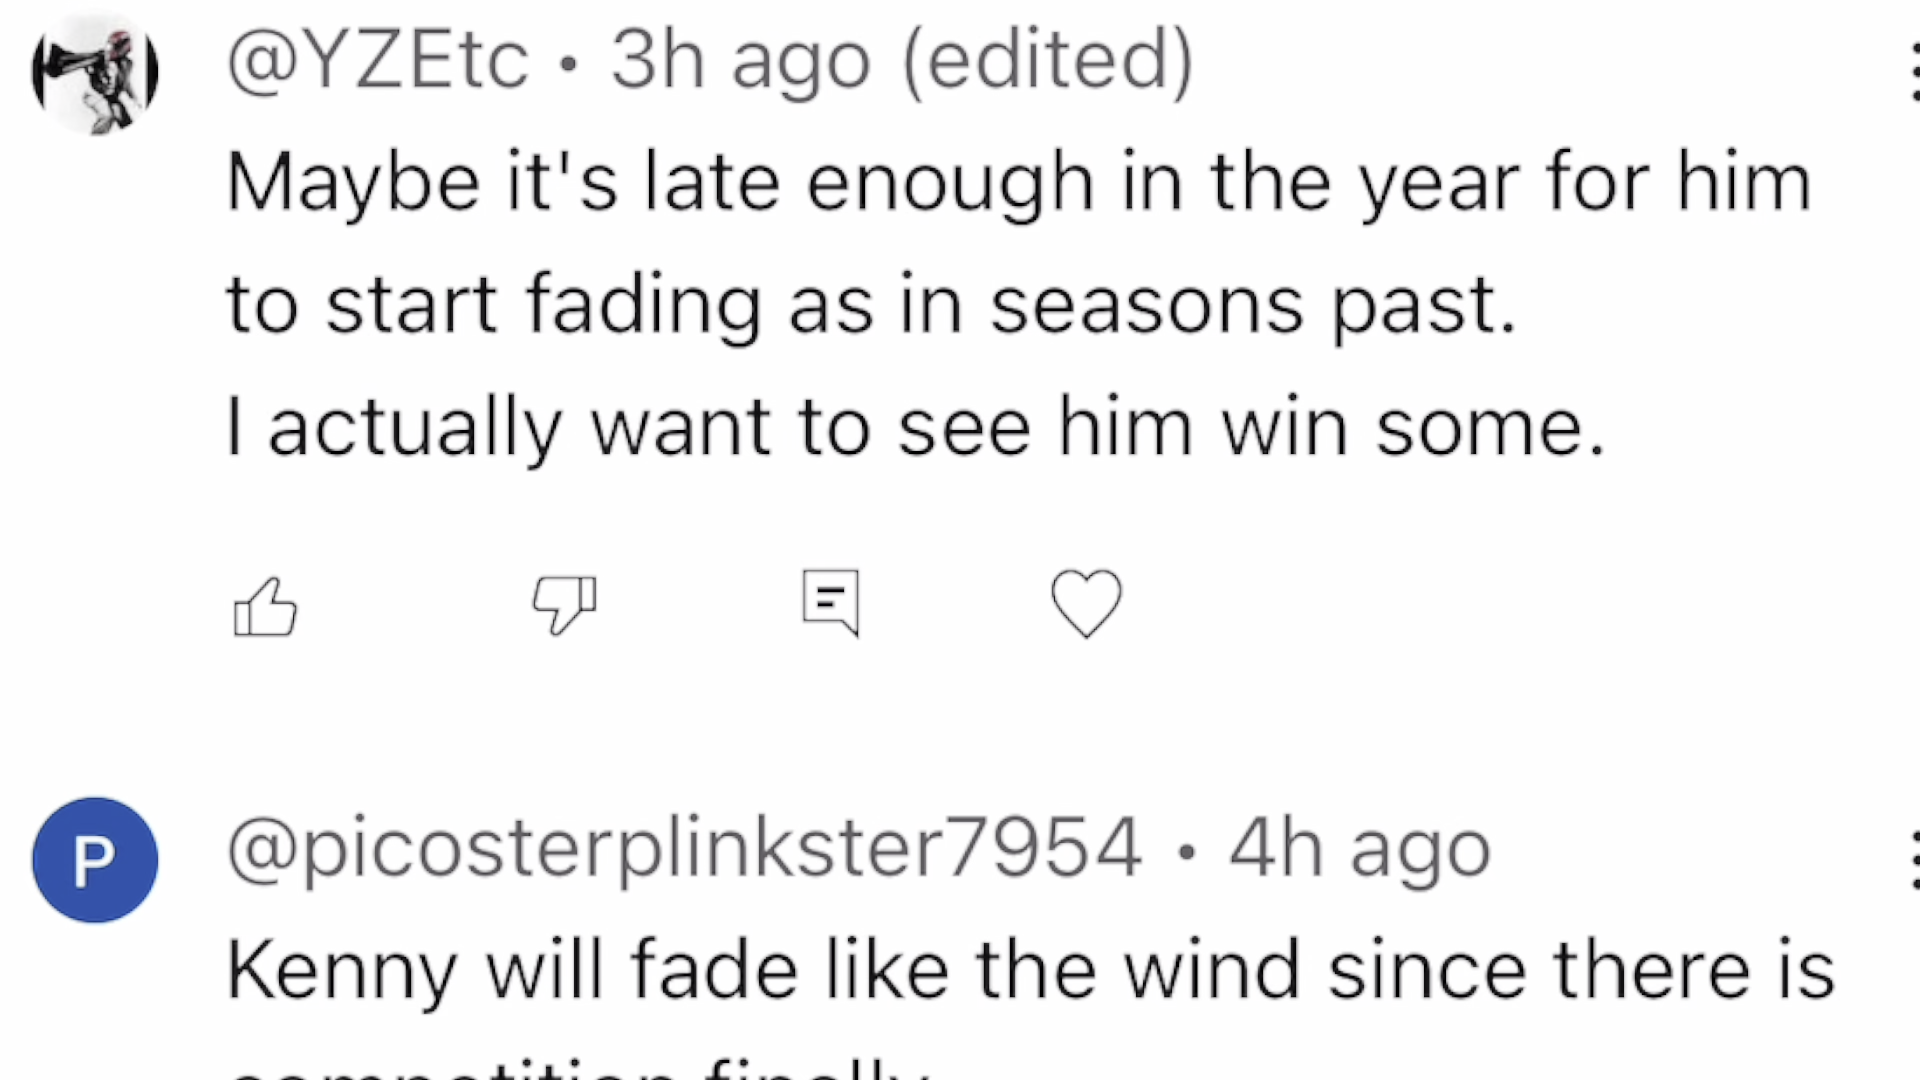 @YZEtc • 3h ago (edited)
Maybe it's late enough in the year for him
to start fading as in seasons past.
I actually want to see him win some.
P
@picosterplinkster7954 • 4h ago
Kenny will fade like the wind since there is
competition finally